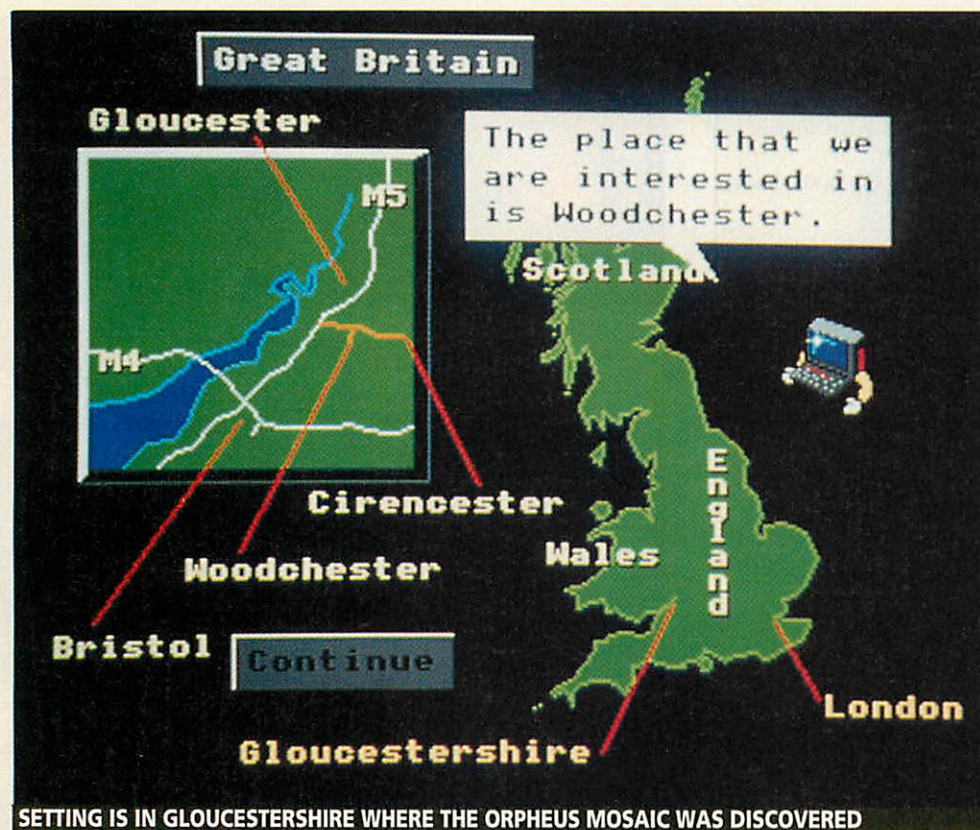 Great Britain
Gloucester
The place that we
are interested in
is Woodchester.
M5
Scotland
M4
England
Cirencester
Wales
Woodchester
Bristol
Continue
London
Gloucestershire
SETTING IS IN GLOUCESTERSHIRE WHERE THE ORPHEUS MOSAIC WAS DISCOVERED